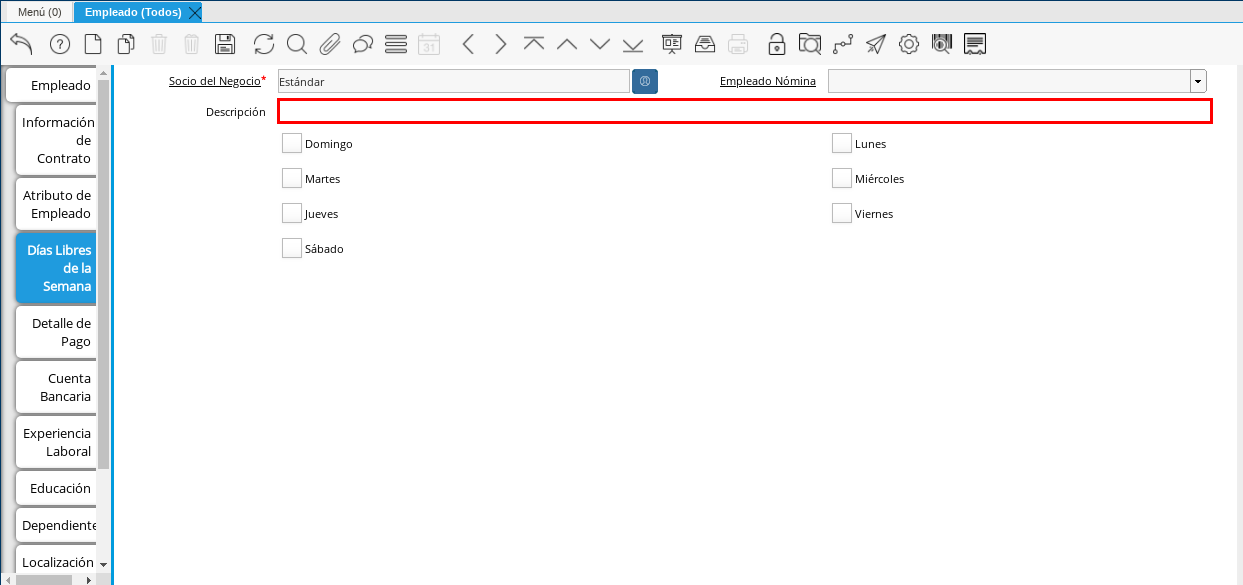 Menú (0)
Empleado (Todos)
31
Empleado
Información
de
Contrato
Atributo de
Empleado
Días Libres
de la
Semana
Detalle de
Pago
Cuenta
Bancaria
Experiencia
Laboral
Educación
Dependiente
Localización
Socio del Negocio*
Estándar
Empleado Nómina
Descripción
Domingo
Lunes
Martes
Miércoles
Jueves
Viernes
Sábado